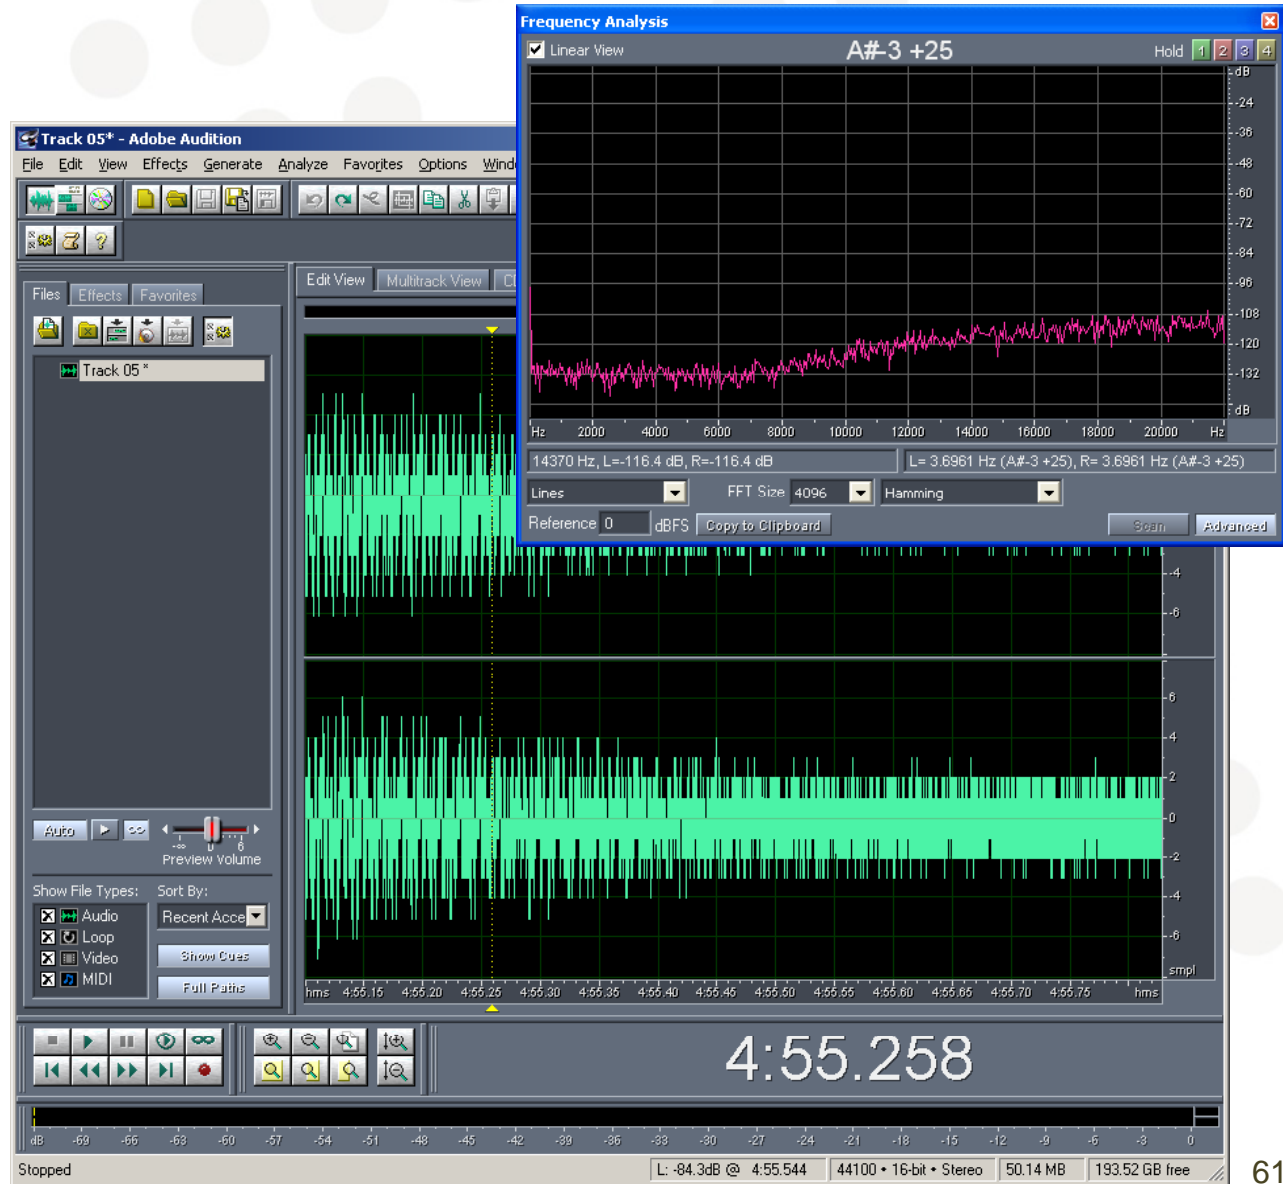 Frequency Analysis
Linear View
A#-3 +25
Hold 1 2 3 4
dB
-24
-36
-48
-60
-72
-84
-96
-108
-120
-132
dB
Hz 2000 4000 6000 8000 10000 12000 14000 16000 18000 20000 Hz
14370 Hz, L=-116.4 dB, R=-116.4 dB
L= 3.6961 Hz (A#-3 +25), R= 3.6961 Hz (A#-3 +25)
Lines
FFT Size 4096
Hamming
Reference 0 dBFS Copy to Clipboard Scan Advanced
Track 05* - Adobe Audition
File Edit View Effects Generate Analyze Favorites Options
Files Effects Favorites
Edit View Multitrack View
Track 05 *
-4
-6
6
4
2
0
-2
-4
-6
smpl
Auto
-∞ 0 6
Preview Volume
Show File Types: Sort By:
Audio
Loop
Video
MIDI
Recent Acce
Show Cues
Full Paths
hms 4:55.15 4:55.20 4:55.25 4:55.30 4:55.35 4:55.40 4:55.45 4:55.50 4:55.55 4:55.60 4:55.65 4:55.70 4:55.75 hms
4:55.258
dB -69 -66 -63 -60 -57 -54 -51 -48 -45 -42 -39 -36 -33 -30 -27 -24 -21 -18 -15 -12 -9 -6 -3 0
Stopped
L: -84.3dB @ 4:55.544
44100 • 16-bit • Stereo
50.14 MB
193.52 GB free
61